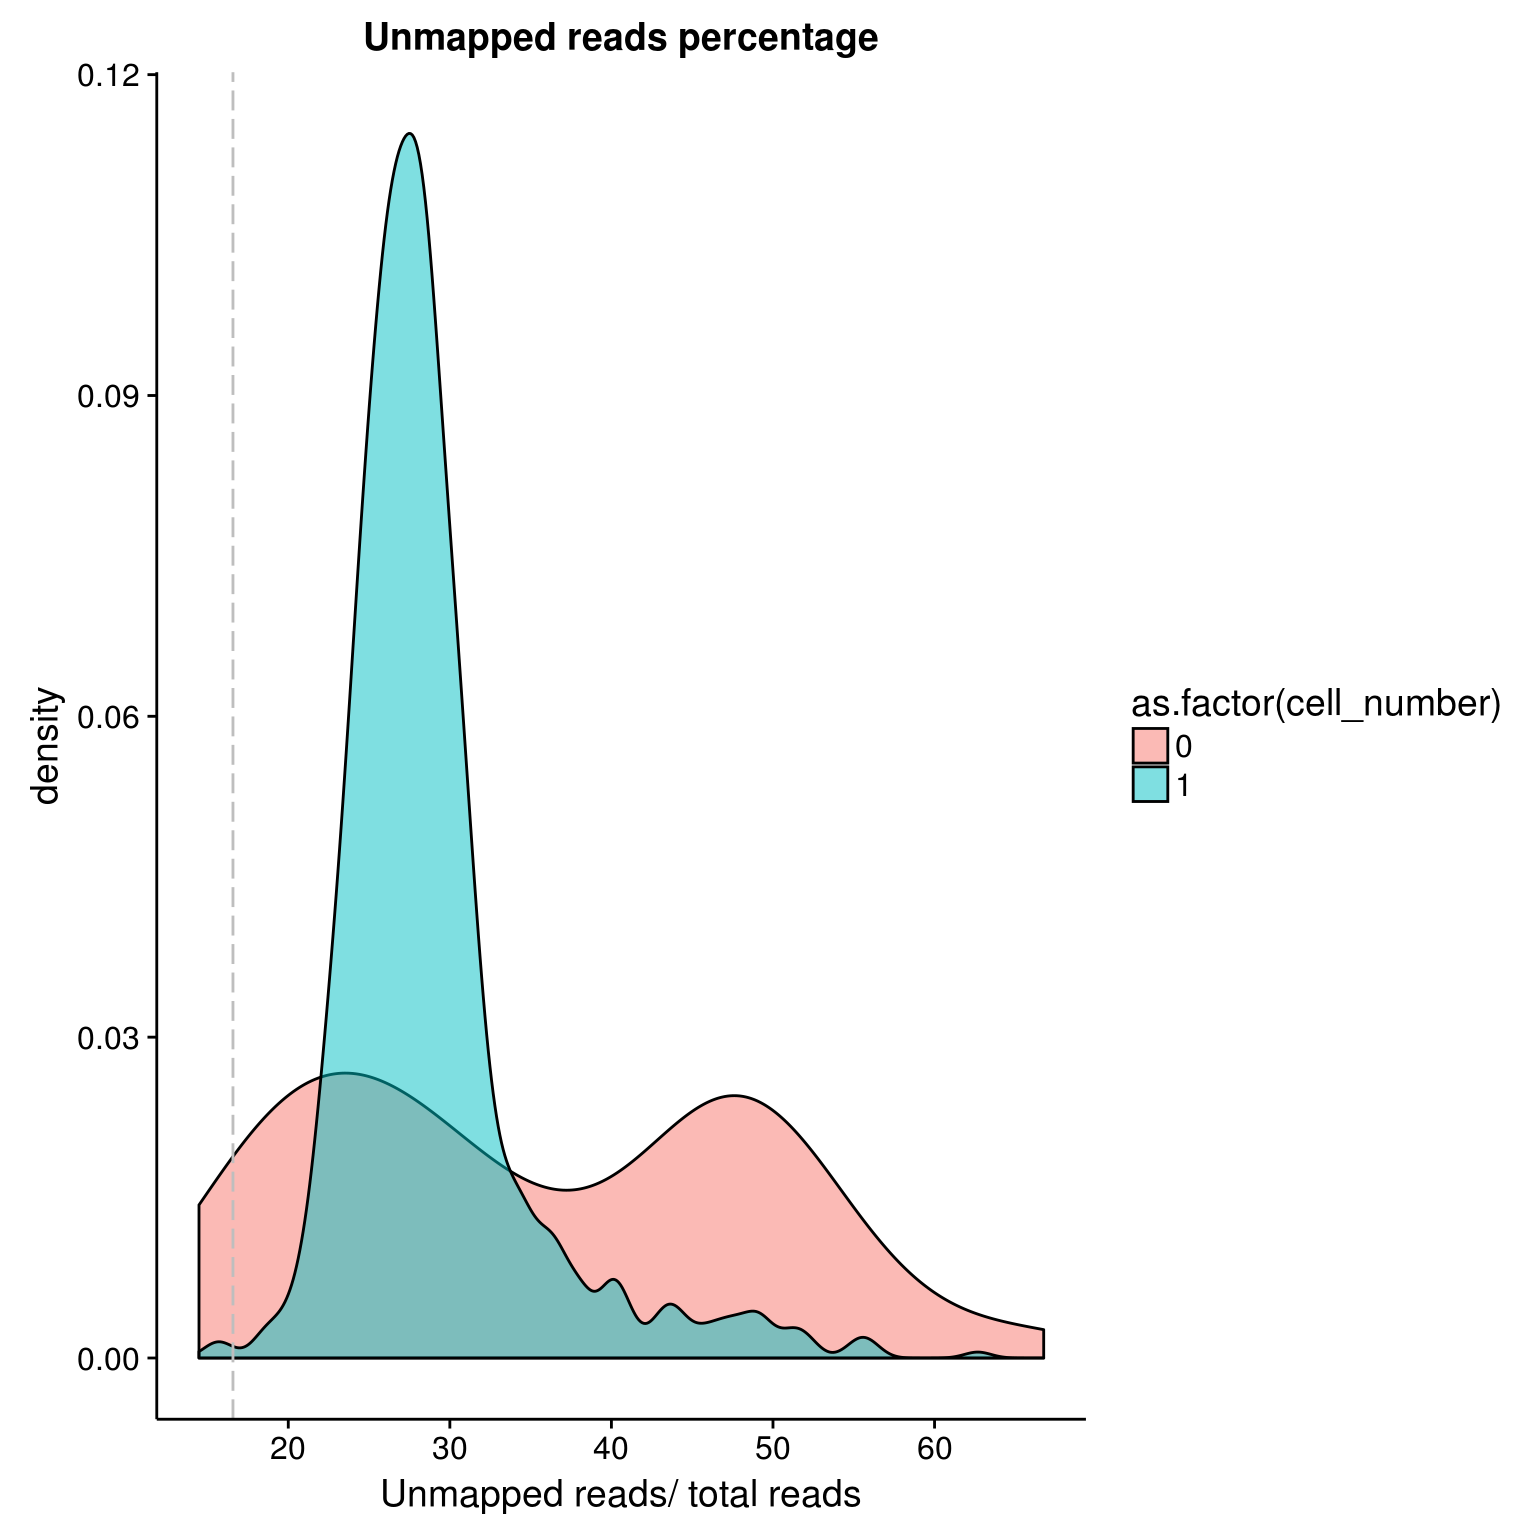 Unmapped reads percentage
0.12
0.09
0.06
0.03
0.00
density
20 30 40 50 60
Unmapped reads/ total reads
as.factor(cell_number)
0
1